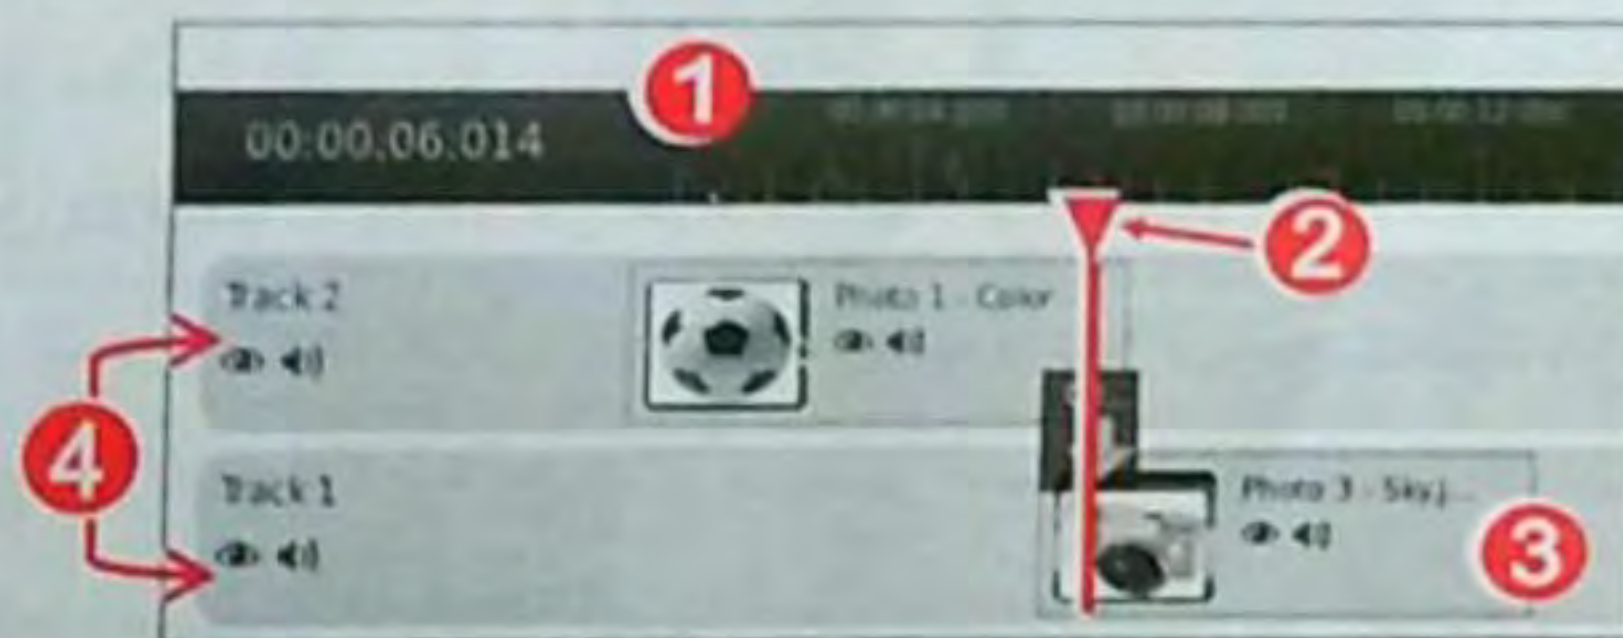 1
00:00.06:014
2
Track 2
Photo 1 - Color
4
Track 1
Photo 3 - Sky j...
3